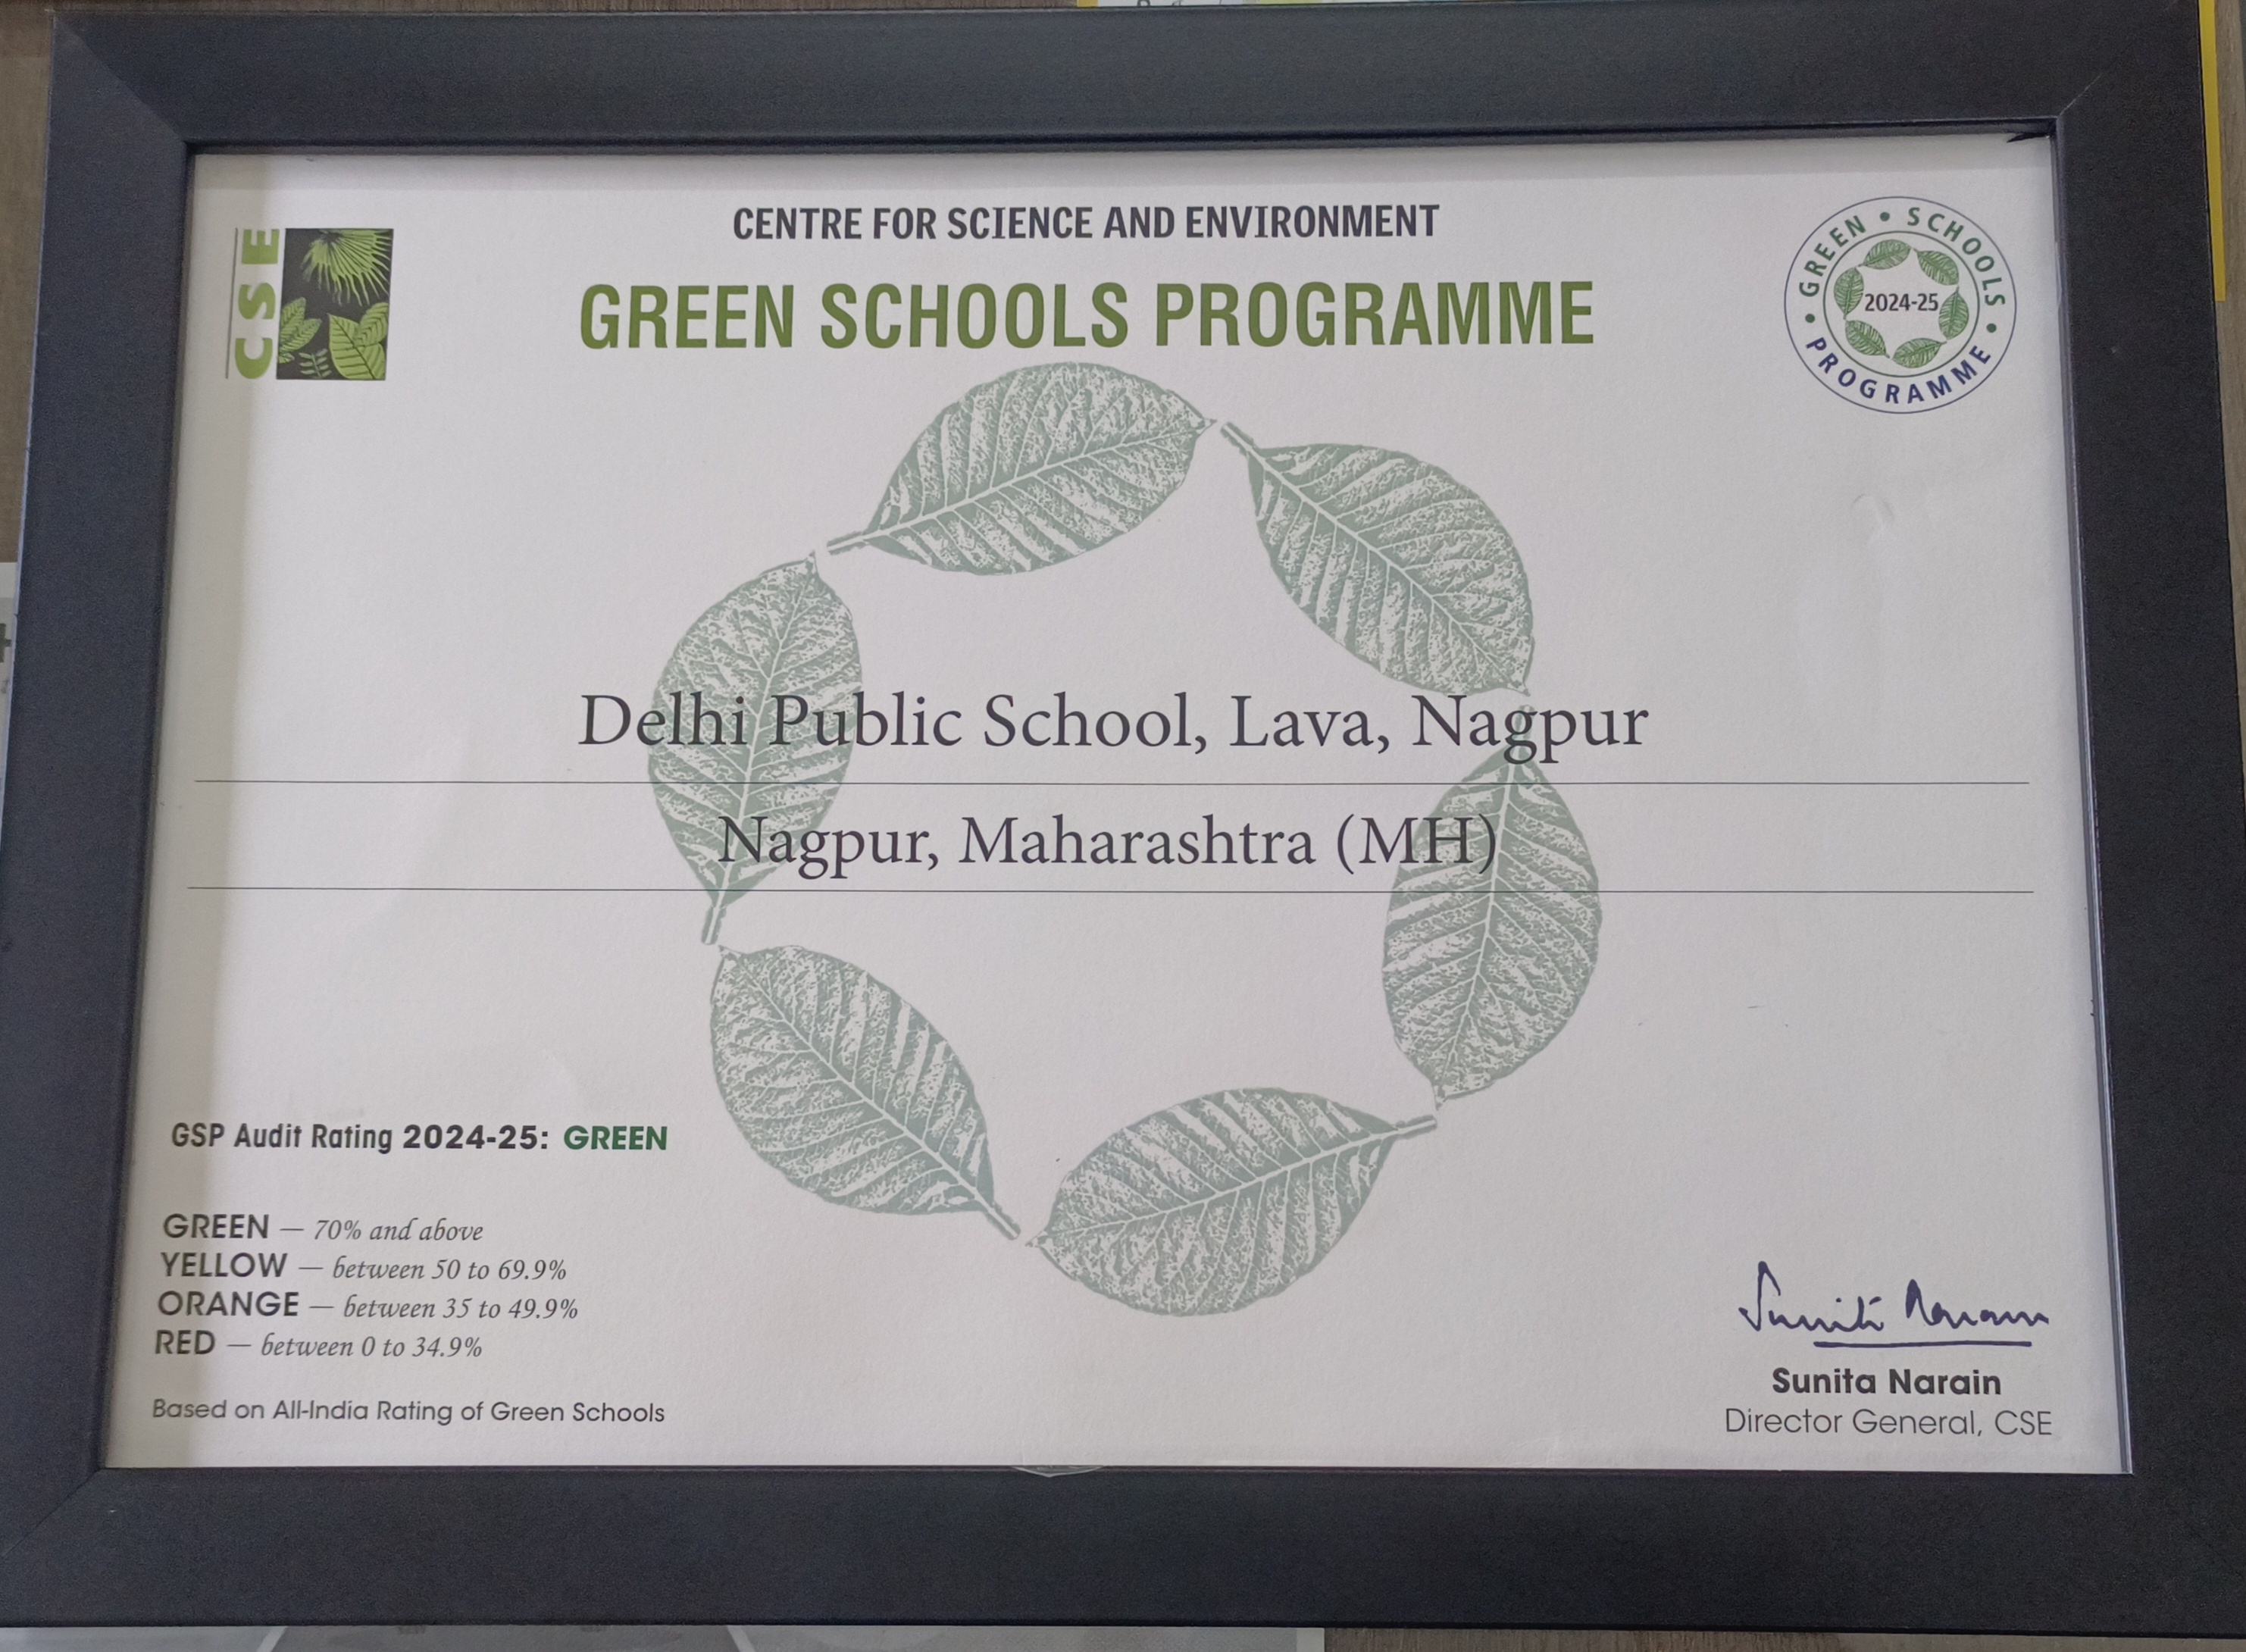 CSE
CENTRE FOR SCIENCE AND ENVIRONMENT
GREEN SCHOOLS PROGRAMME
GREEN • SCHOOLS • PROGRAMME •
2024-25
Delhi Public School, Lava, Nagpur
Nagpur, Maharashtra (MH)
GSP Audit Rating 2024-25: GREEN
GREEN — 70% and above
YELLOW — between 50 to 69.9%
ORANGE — between 35 to 49.9%
RED — between 0 to 34.9%
Based on All-India Rating of Green Schools
Sunita Narain
Sunita Narain
Director General, CSE